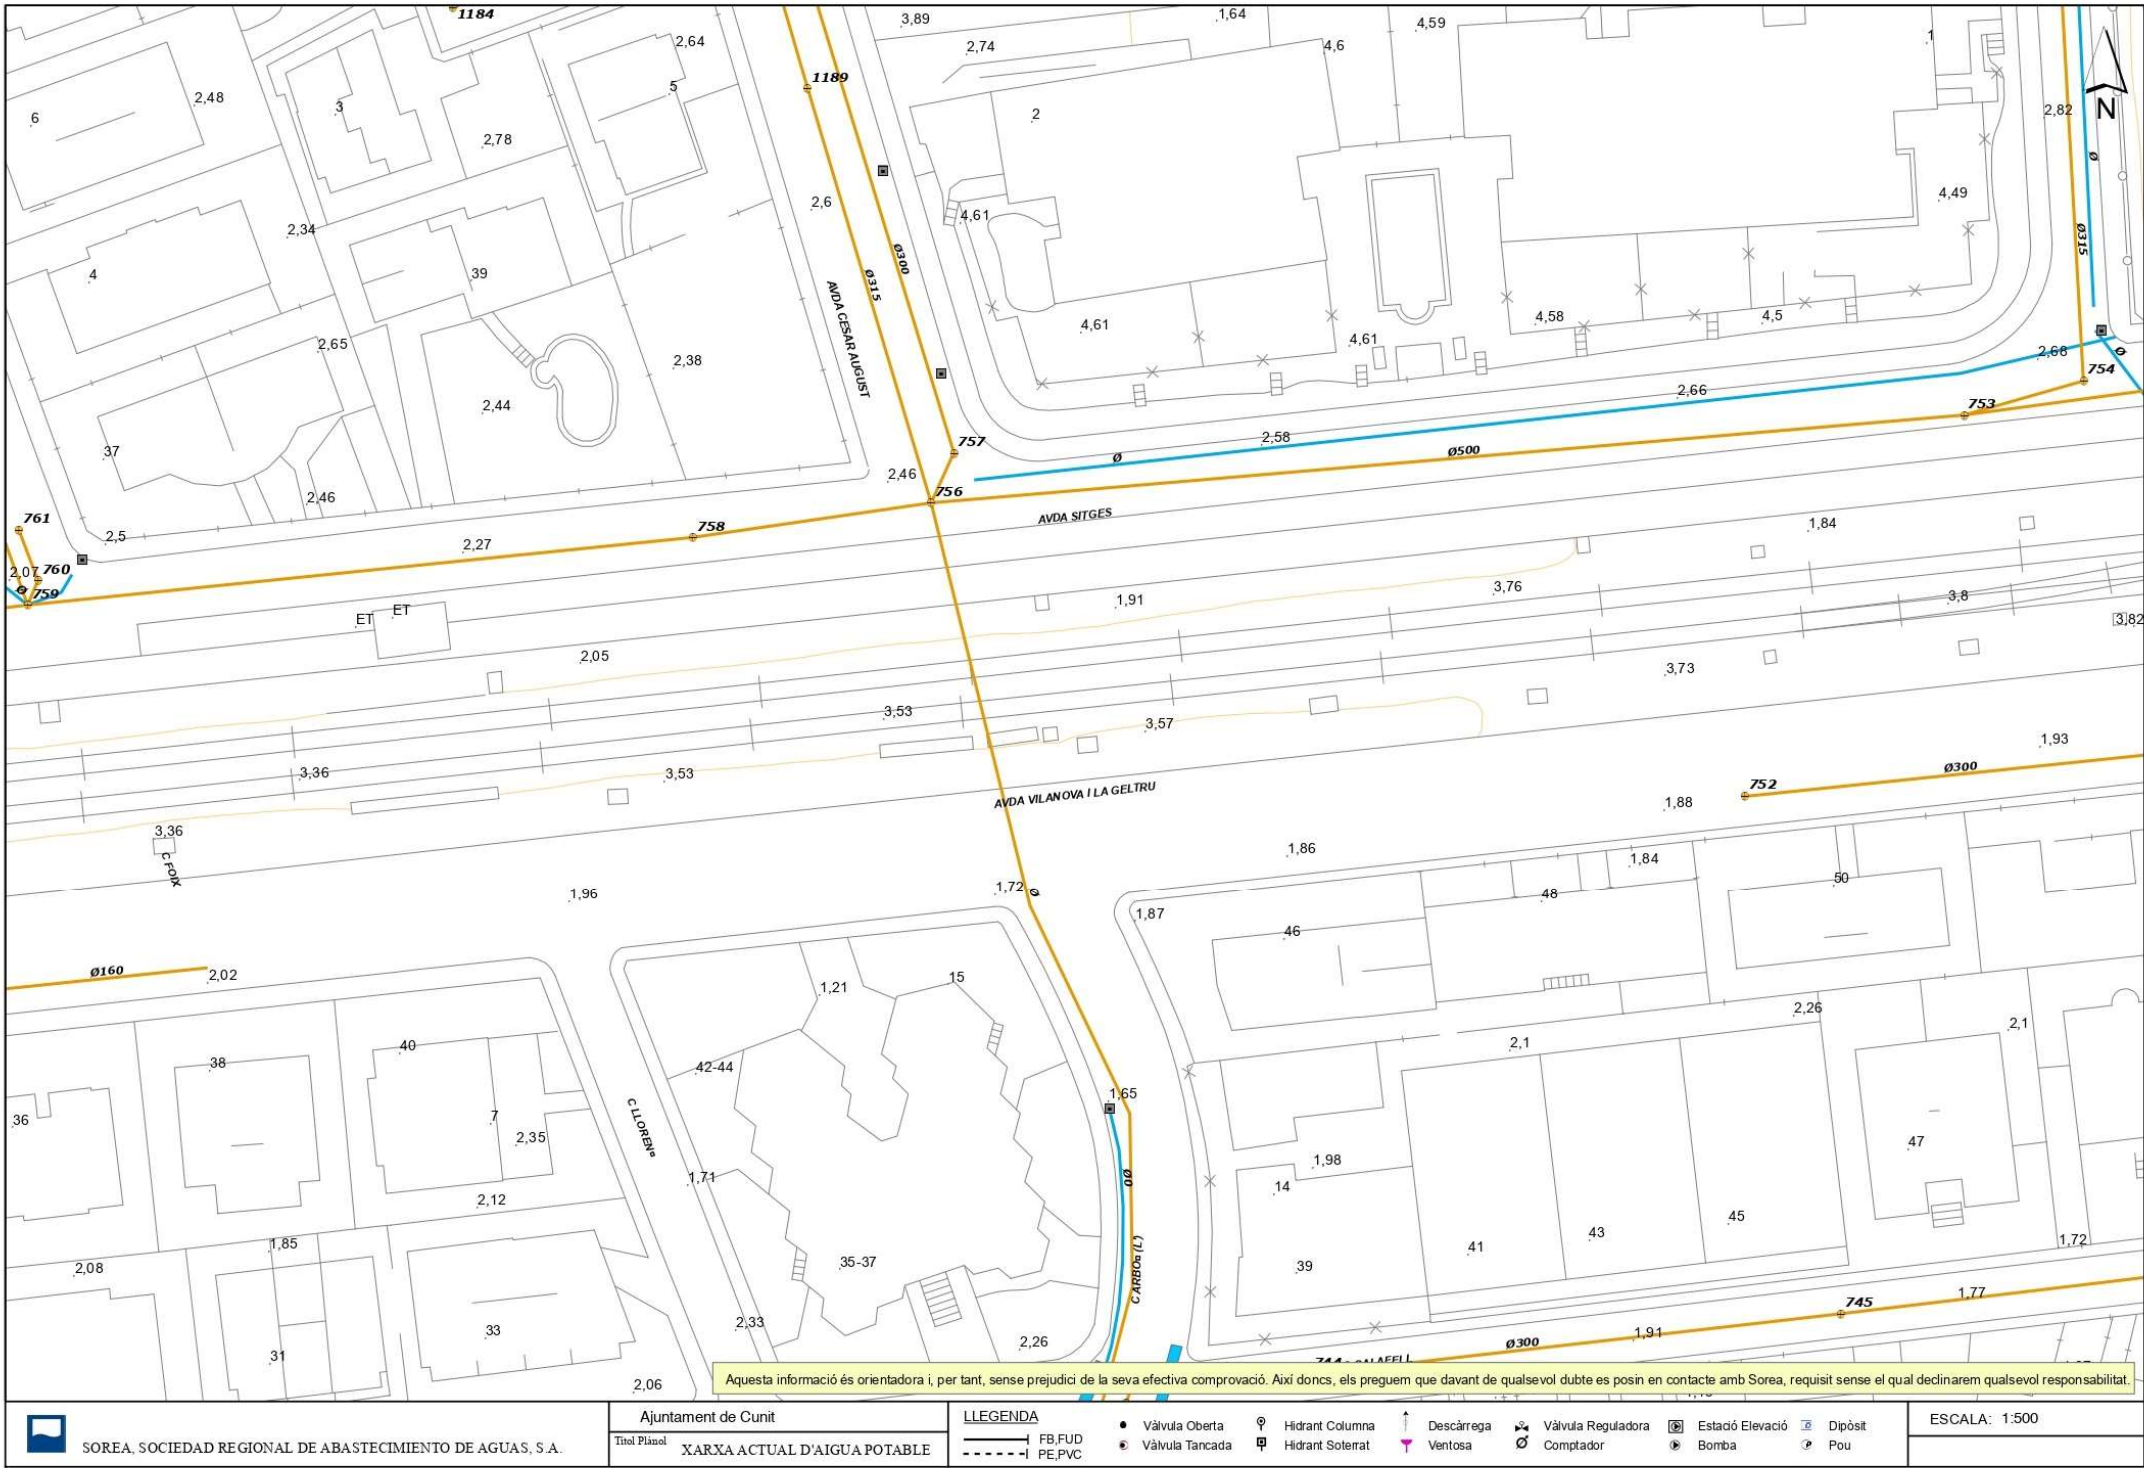 1184
3,89
1,64
4,59
2,74
4,6
1
2,64
1189
5
2,48
3
6
2
2,82
N
2,78
Ø
4,49
2,6
4,61
2,34
Ø300
Ø315
Ø315
39
4
AVDA CESAR AUGUST
4,61
4,58
4,5
2,65
4,61
2,68
Ø
754
2,38
2,66
2,44
753
2,58
757
Ø
Ø500
37
2,46
756
2,46
761
758
AVDA SITGES
1,84
2,5
2,27
2,07
760
Ø
759
3,76
3,8
ET
ET
1,91
3,82
2,05
3,73
3,53
3,57
1,93
Ø300
3,36
3,53
752
AVDA VILANOVA I LA GELTRU
1,88
3,36
C FOIX
1,86
1,84
50
1,96
1,72
Ø
48
1,87
46
Ø160
2,02
1,21
15
2,26
2,1
40
2,1
38
42-44
1,65
36
7
C LLOREN¤
2,35
47
1,98
1,71
Ø0
14
2,12
45
43
1,85
41
1,72
2,08
35-37
CARBO¤ (L')
39
1,77
745
2,33
33
1,91
2,26
Ø300
31
2,06
Aquesta informació és orientadora i, per tant, sense prejudici de la seva efectiva comprovació. Així doncs, els preguem que davant de qualsevol dubte es posin en contacte amb Sorea, requisit sense el qual declinarem qualsevol responsabilitat.
SOREA, SOCIEDAD REGIONAL DE ABASTECIMIENTO DE AGUAS, S.A.
Ajuntament de Cunit
Títol Plànol
XARXA ACTUAL D'AIGUA POTABLE
LLEGENDA
FB,FUD
PE,PVC
Vàlvula Oberta
Vàlvula Tancada
Hidrant Columna
Hidrant Soterrat
Descàrrega
Ventosa
Vàlvula Reguladora
Comptador
Estació Elevació
Bomba
Dipòsit
Pou
ESCALA: 1:500